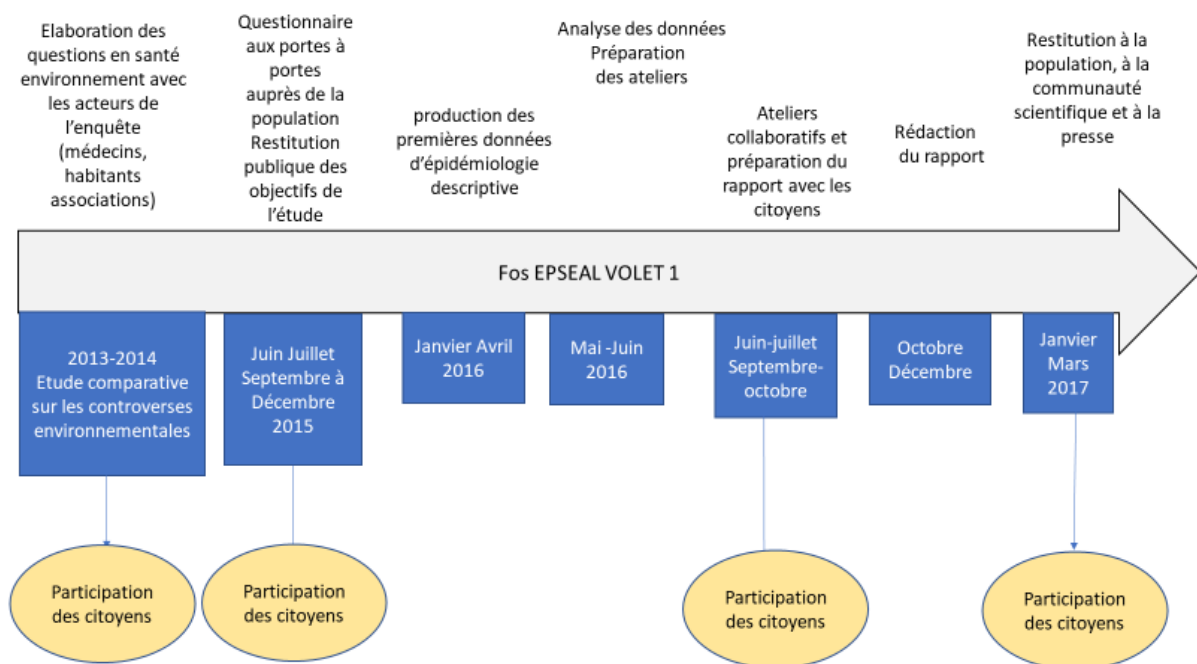 Elaboration des
questions en santé
environnement avec
les acteurs de
l'enquête
(médecins,
habitants
associations)
Questionnaire
aux portes à
portes
auprès de la
population
Restitution
publique des
objectifs de
l'étude
production des
premières données
d'épidémiologie
descriptive
Analyse des données
Préparation
des ateliers
Ateliers
collaboratifs et
préparation du
rapport avec les
citoyens
Rédaction
du rapport
Restitution à la
population, à la
communauté
scientifique et à la
presse
Fos EPSEAL VOLET 1
2013-2014
Etude comparative
sur les controverses
environnementales
Juin Juillet
Septembre à
Décembre
2015
Janvier Avril
2016
Mai -Juin
2016
Juin-juillet
Septembre-
octobre
Octobre
Décembre
Janvier
Mars
2017
Participation
des citoyens
Participation
des citoyens
Participation
des citoyens
Participation
des citoyens